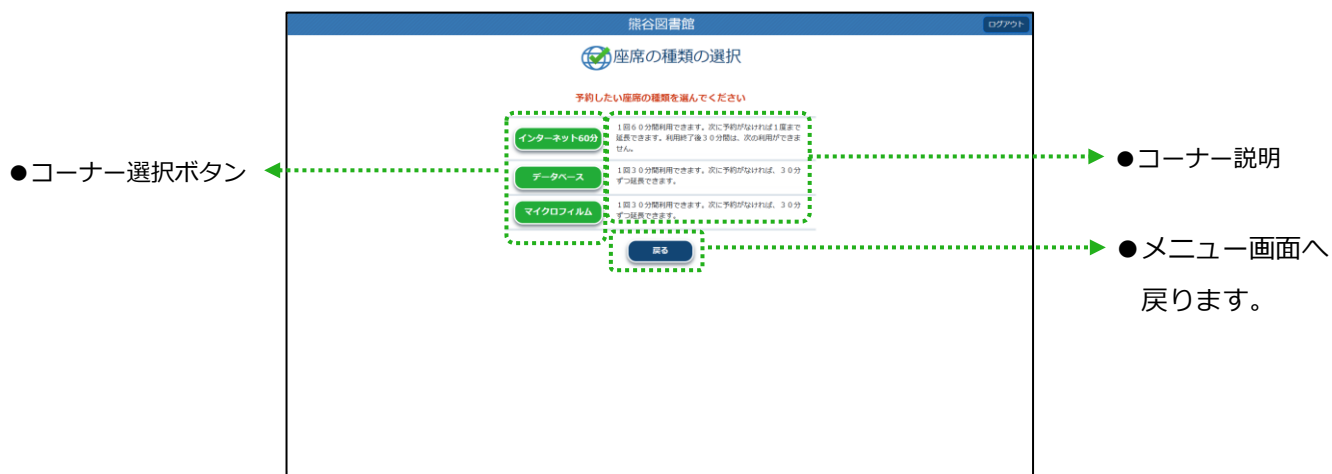 熊谷図書館
ログアウト
座席の種類の選択
予約したい座席の種類を選んでください
インターネット60分
1回60分間利用できます。次に予約がなければ1度まで
延長できます。利用終了後30分間は、次の利用ができま
せん。
データベース
1回30分間利用できます。次に予約がなければ、30分
ずつ延長できます。
マイクロフィルム
1回30分間利用できます。次に予約がなければ、30分
ずつ延長できます。
戻る
●コーナー選択ボタン
●コーナー説明
●メニュー画面へ
戻ります。